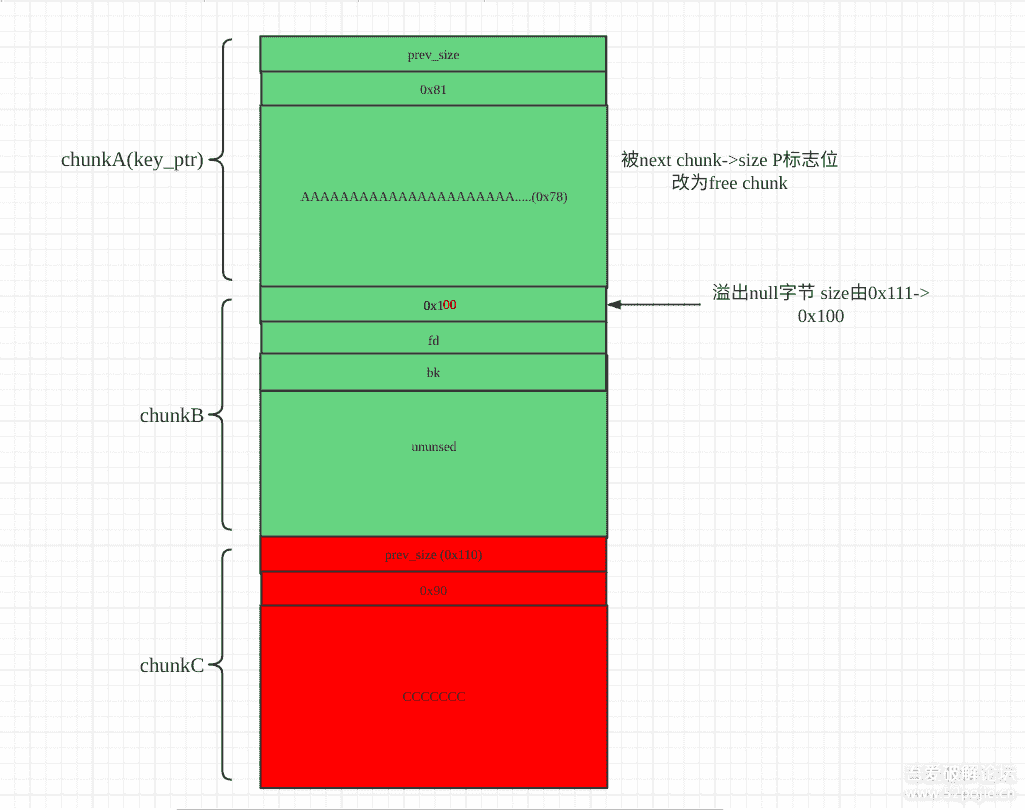 prev_size
0x81
chunkA(key_ptr)
AAAAAAAAAAAAAAAAAAAAAA.....(0x78)
被next chunk->size P标志位
改为free chunk
0x100
溢出null字节 size由0x111->
0x100
fd
bk
chunkB
ununsed
prev_size (0x110)
0x90
chunkC
CCCCCCC